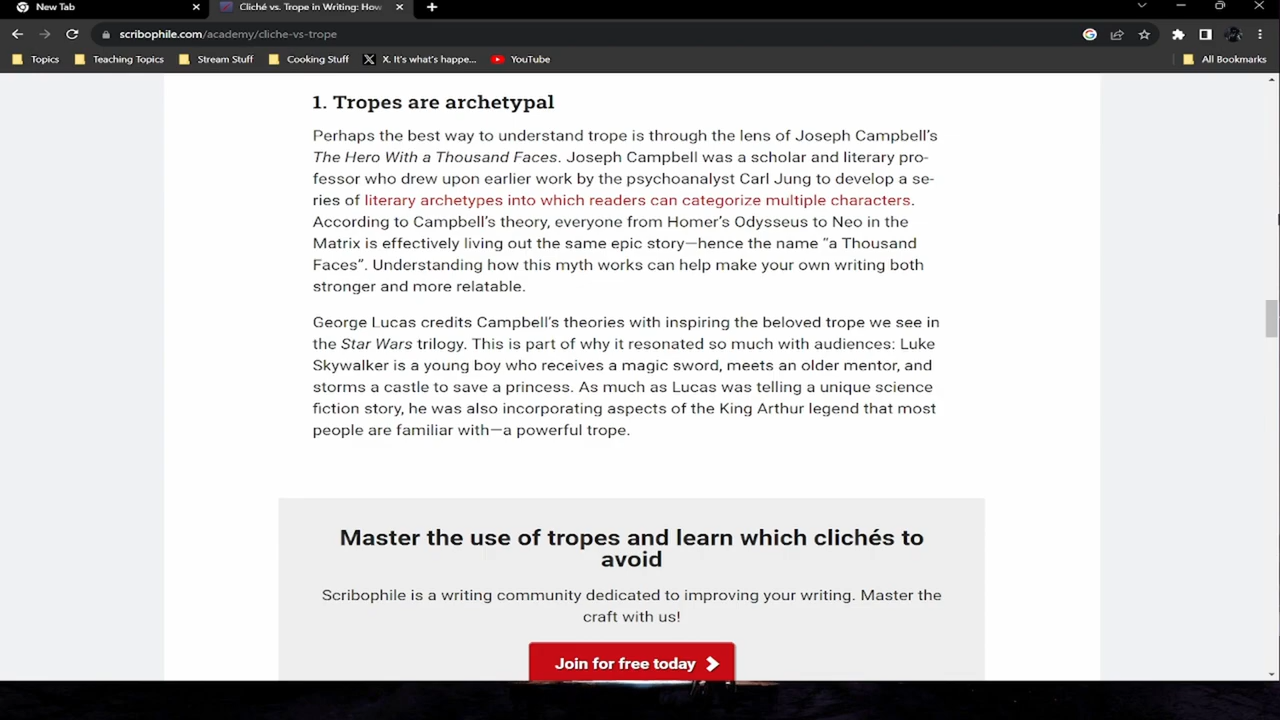 New Tab
Cliché vs. Trope in Writing: How
scribophile.com/academy/cliche-vs-trope
Topics Teaching Topics Stream Stuff Cooking Stuff X. It's what's happe... YouTube All Bookmarks
1. Tropes are archetypal
Perhaps the best way to understand trope is through the lens of Joseph Campbell's
The Hero With a Thousand Faces. Joseph Campbell was a scholar and literary pro-
fessor who drew upon earlier work by the psychoanalyst Carl Jung to develop a se-
ries of literary archetypes into which readers can categorize multiple characters.
According to Campbell's theory, everyone from Homer's Odysseus to Neo in the
Matrix is effectively living out the same epic story—hence the name "a Thousand
Faces". Understanding how this myth works can help make your own writing both
stronger and more relatable.
George Lucas credits Campbell's theories with inspiring the beloved trope we see in
the Star Wars trilogy. This is part of why it resonated so much with audiences: Luke
Skywalker is a young boy who receives a magic sword, meets an older mentor, and
storms a castle to save a princess. As much as Lucas was telling a unique science
fiction story, he was also incorporating aspects of the King Arthur legend that most
people are familiar with—a powerful trope.
Master the use of tropes and learn which clichés to
avoid
Scribophile is a writing community dedicated to improving your writing. Master the
craft with us!
Join for free today